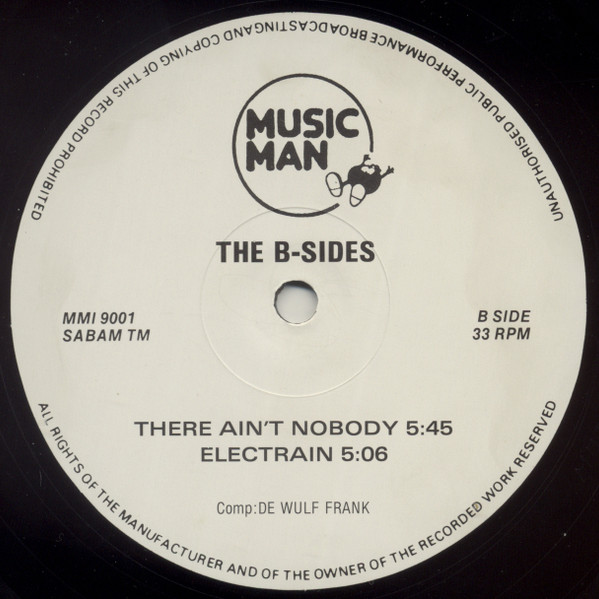 UNAUTHORISED PUBLIC PERFORMANCE BROADCASTINGAND COPYING OF THIS RECORD PROHIBITED
MUSIC
MAN
THE B-SIDES
MMI 9001
SABAM TM
B SIDE
33 RPM
THERE AIN'T NOBODY 5:45
ELECTRAIN 5:06
Comp:DE WULF FRANK
ALL RIGHTS OF THE MANUFACTURER AND OF THE OWNER OF THE RECORDED WORK RESERVED